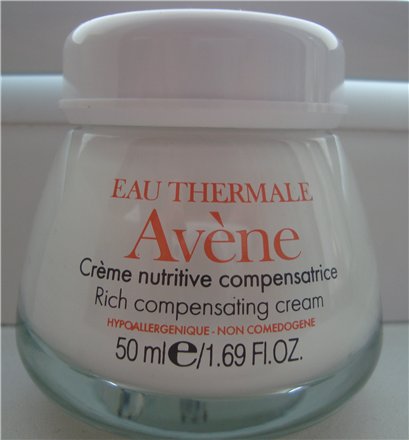 EAU THERMALE
Avène
Crème nutritive compensatrice
Rich compensating cream
HYPOALLERGENIQUE - NON COMEDOGENE
50 ml ℮/1.69 Fl.OZ.